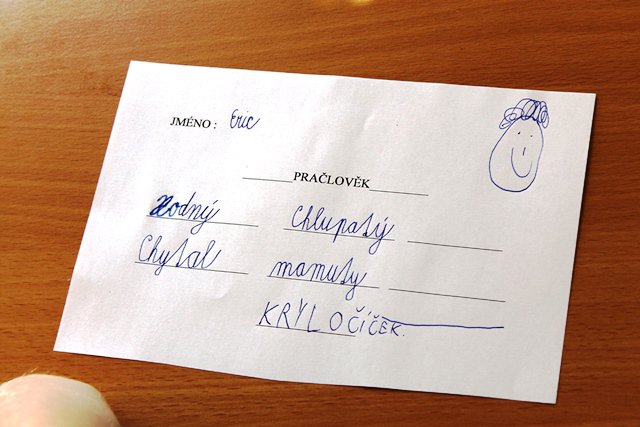 JMÉNO: Eric
PRAČLOVĚK
Hodný Chlupatý
Chytal mamuty
KRYL OČÍČEK.